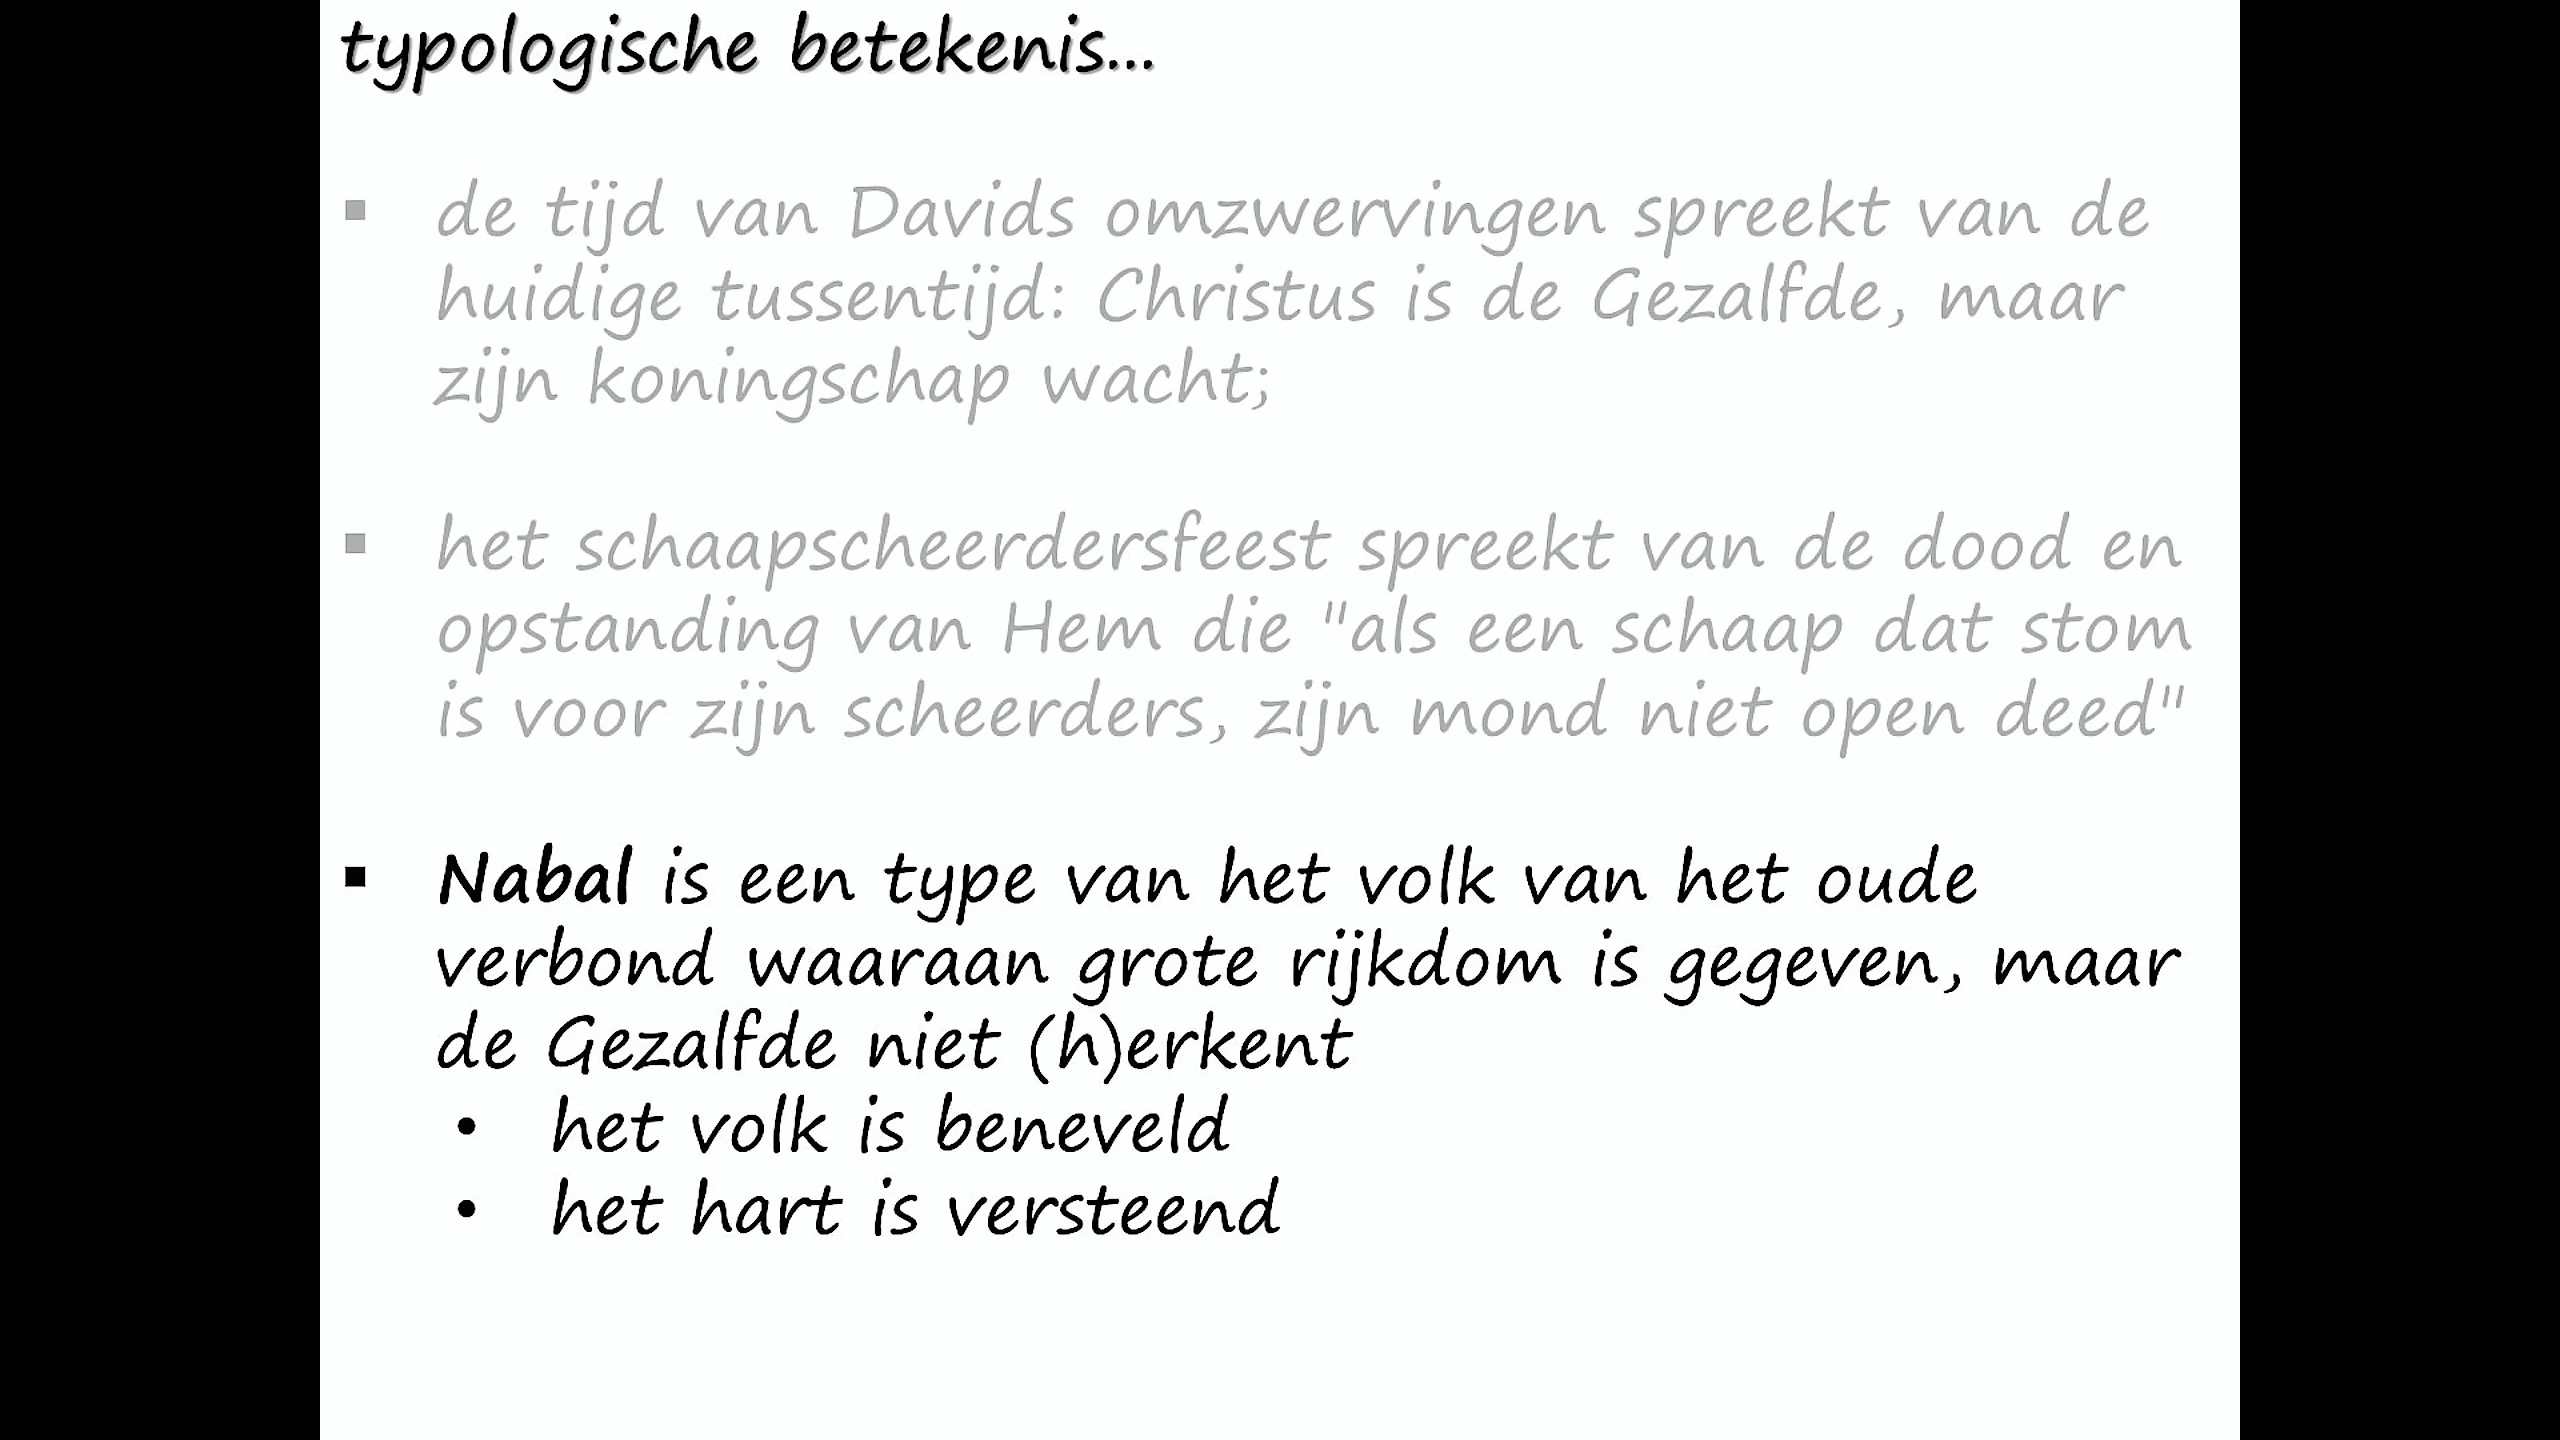 typologische betekenis...
▪ de tijd van Davids omzwervingen spreekt van de
huidige tussentijd: Christus is de Gezalfde, maar
zijn koningschap wacht;
▪ het schaapscheerdersfeest spreekt van de dood en
opstanding van Hem die "als een schaap dat stom
is voor zijn scheerders, zijn mond niet open deed"
▪ Nabal is een type van het volk van het oude
verbond waaraan grote rijkdom is gegeven, maar
de Gezalfde niet (h)erkent
• het volk is beneveld
• het hart is versteend